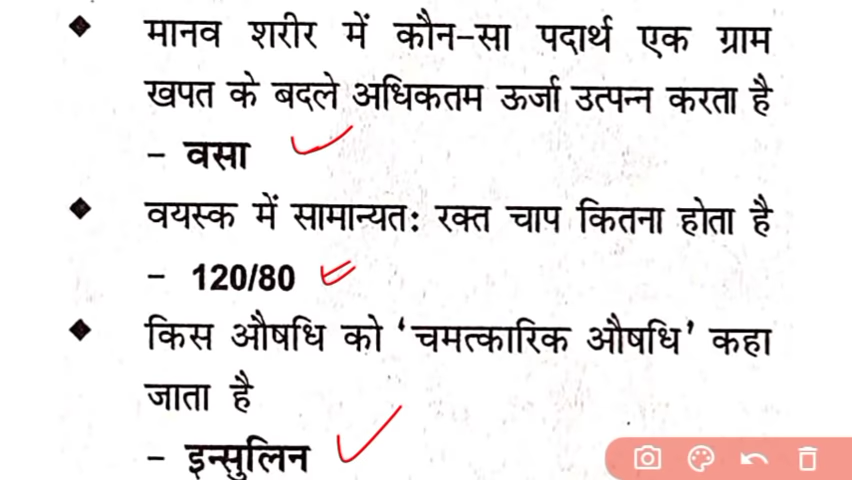 ◆ मानव शरीर में कौन-सा पदार्थ एक ग्राम
खपत के बदले अधिकतम ऊर्जा उत्पन्न करता है
– वसा
◆ वयस्क में सामान्यत: रक्त चाप कितना होता है
– 120/80
◆ किस औषधि को ‘चमत्कारिक औषधि’ कहा
जाता है
– इन्सुलिन